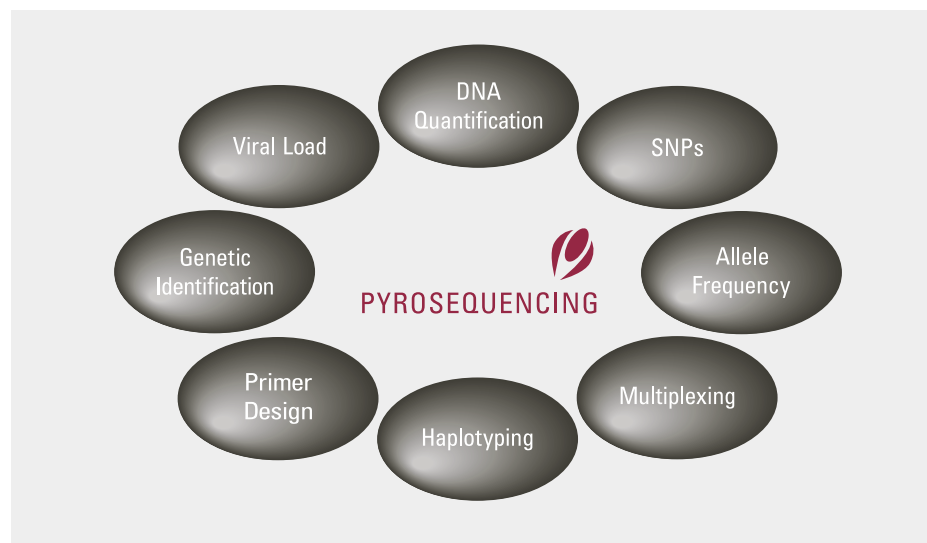 DNA
Quantification
SNPs
Allele
Frequency
Multiplexing
Haplotyping
Primer
Design
Genetic
Identification
Viral Load
PYROSEQUENCING